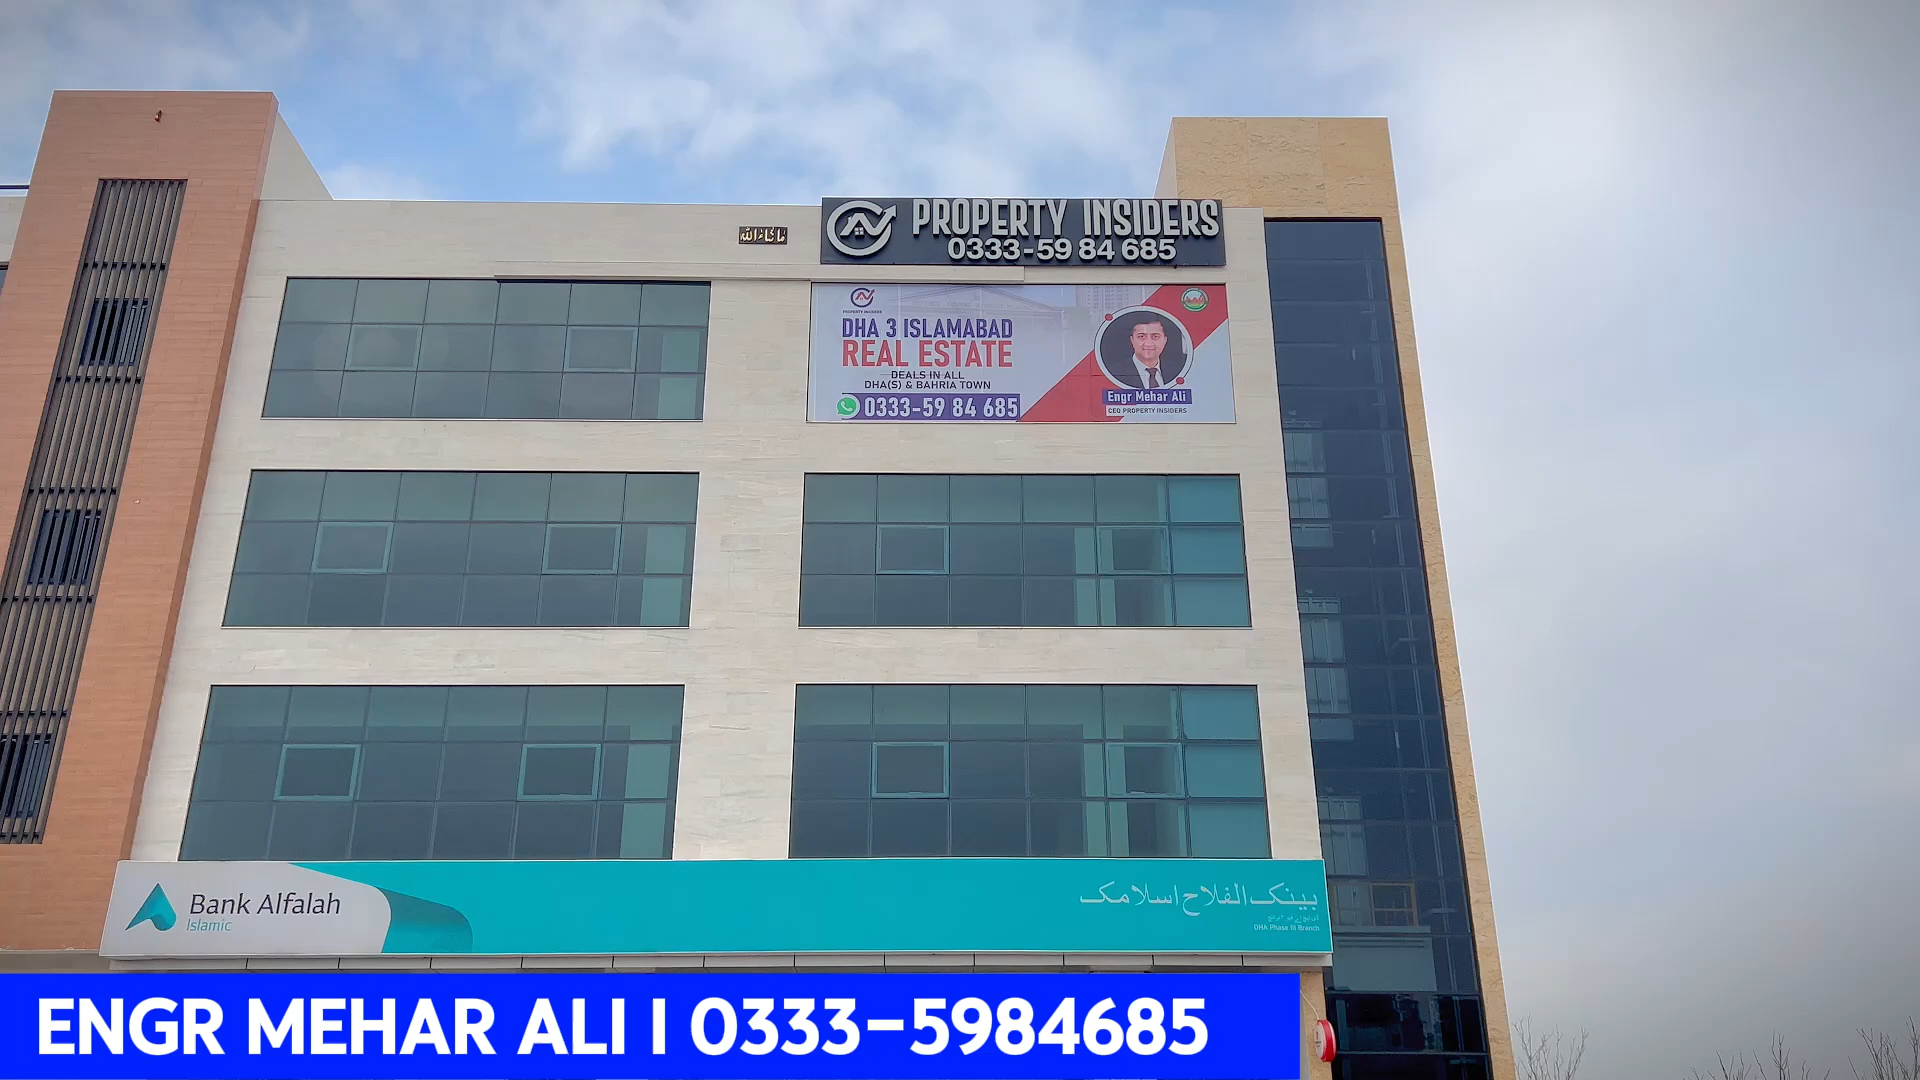 ماشاءالله
PROPERTY INSIDERS
0333-59 84 685
PROPERTY INSIDERS
DHA 3 ISLAMABAD
REAL ESTATE
DEALS IN ALL
DHA(S) & BAHRIA TOWN
0333-59 84 685
Engr Mehar Ali
CEO PROPERTY INSIDERS
Bank Alfalah
Islamic
بینک الفلاح اسلامک
DHA Phase III Branch
ENGR MEHAR ALI I 0333-5984685